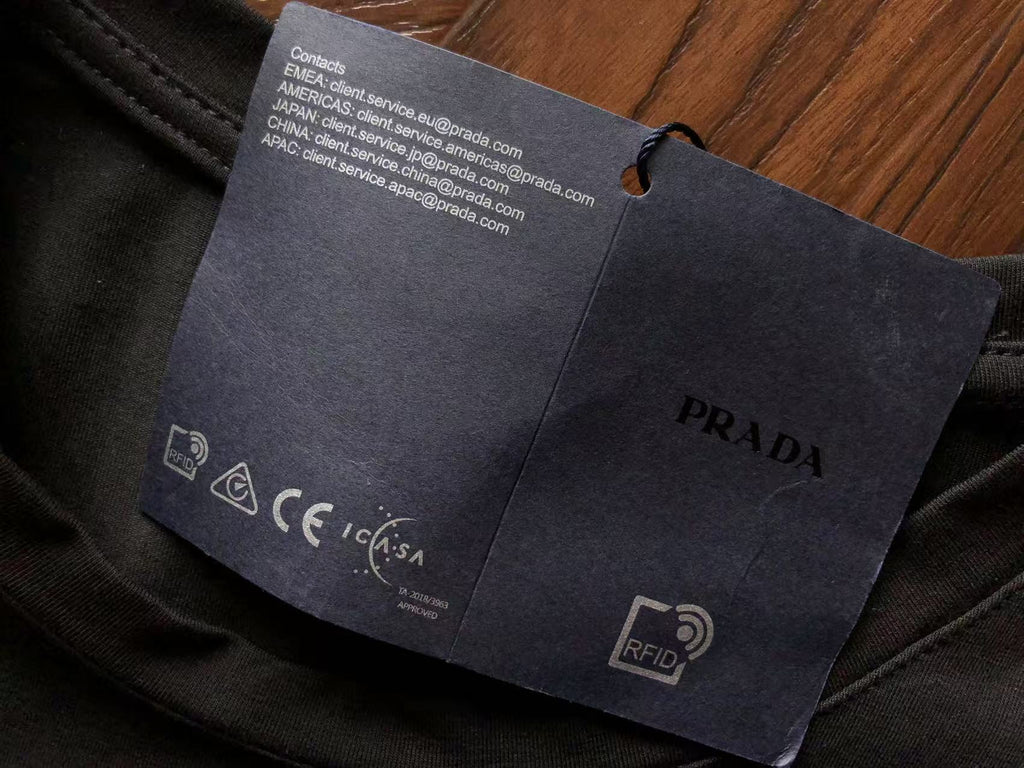 Contacts
EMEA: client.service.eu@prada.com
AMERICAS: client.service.americas@prada.com
JAPAN: client.service.jp@prada.com
CHINA: client.service.china@prada.com
APAC: client.service.apac@prada.com
RFID
CE
ICASA
TA-2018/3963
APPROVED
PRADA
RFID